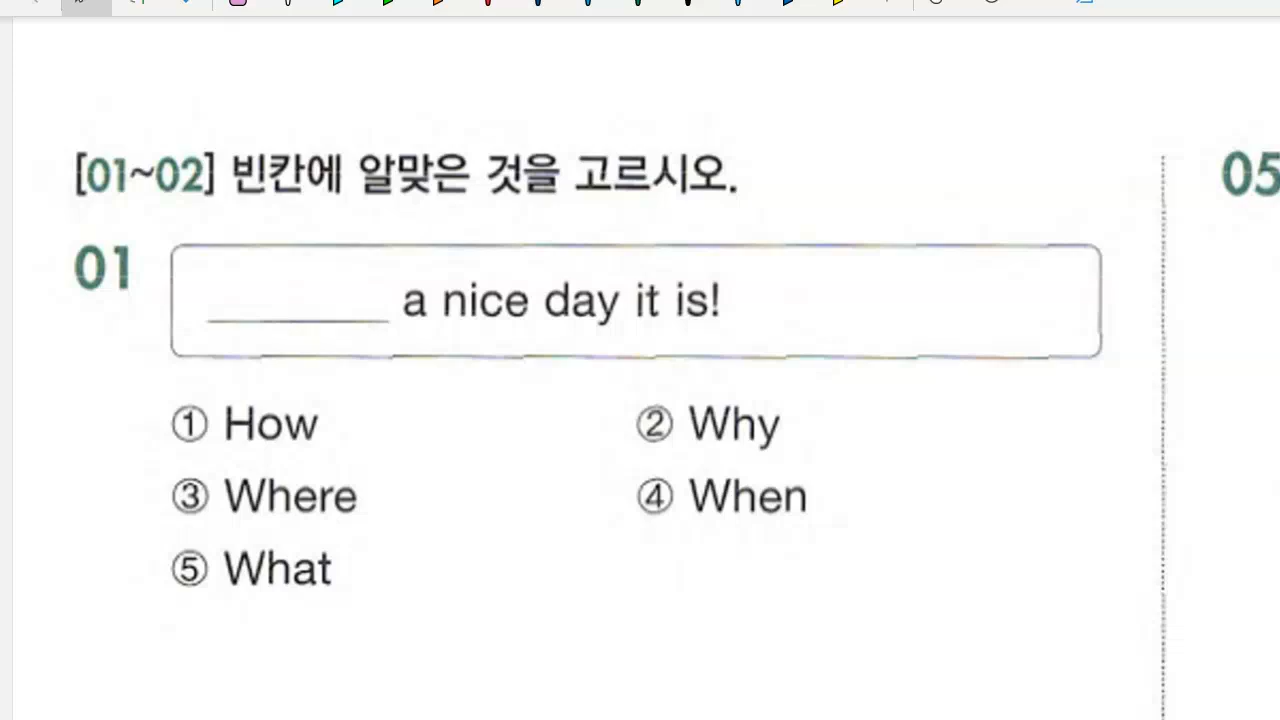 [01~02] 빈칸에 알맞은 것을 고르시오.
01
________ a nice day it is!
① How ② Why
③ Where ④ When
⑤ What
05